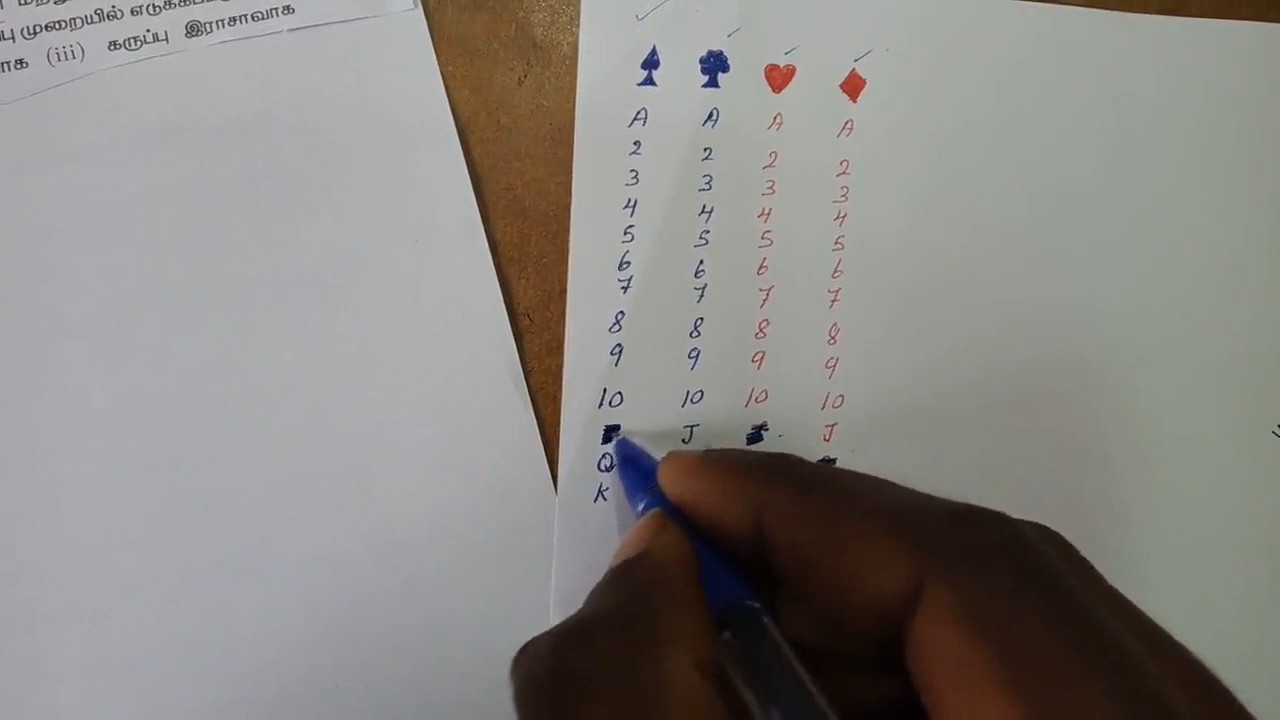 பு முறையில்
(iii) கருப்பு இராசாவாக
A A A A
2 2 2 2
3 3 3 3
4 4 4 4
5 5 5 5
6 6 6 6
7 7 7 7
8 8 8 8
9 9 9 9
10 10 10 10
J J
Q
K